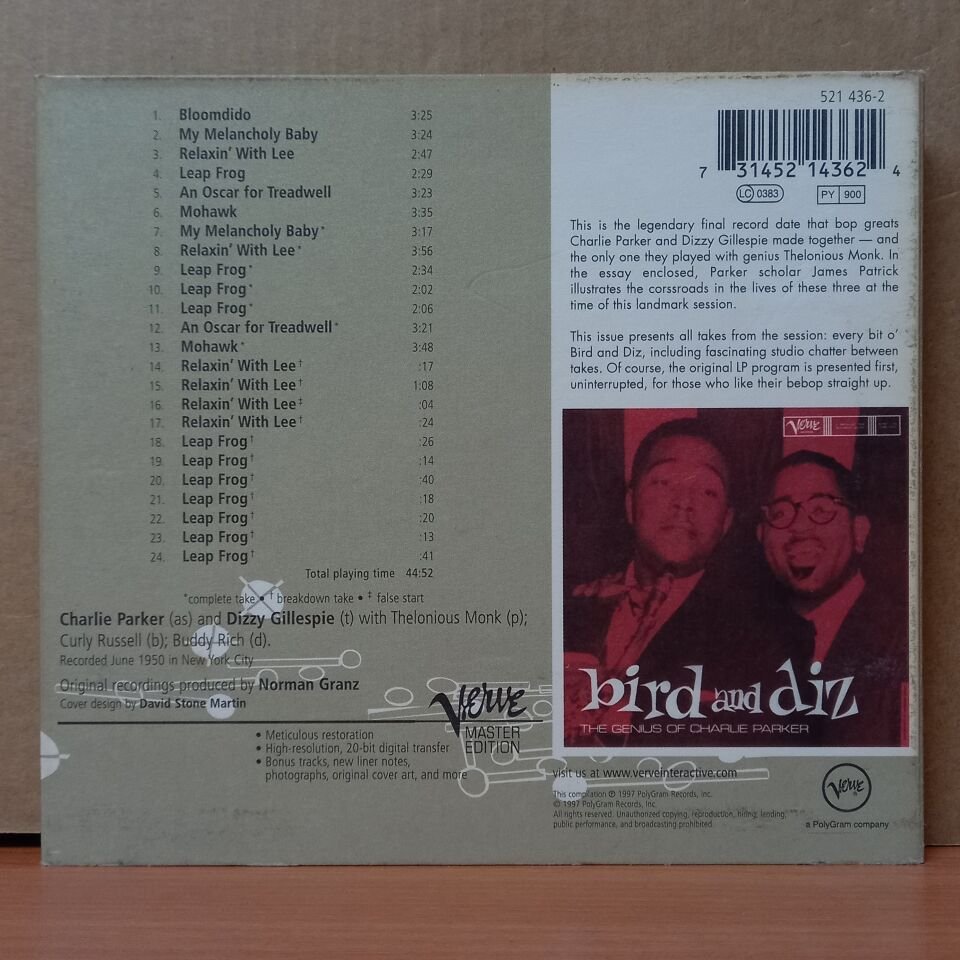 1. Bloomdido 3:25
2. My Melancholy Baby 3:24
3. Relaxin' With Lee 2:47
4. Leap Frog 2:29
5. An Oscar for Treadwell 3:23
6. Mohawk 3:35
7. My Melancholy Baby* 3:17
8. Relaxin' With Lee* 3:56
9. Leap Frog* 2:34
10. Leap Frog* 2:02
11. Leap Frog* 2:06
12. An Oscar for Treadwell* 3:21
13. Mohawk* 3:48
14. Relaxin' With Lee† :17
15. Relaxin' With Lee† 1:08
16. Relaxin' With Lee‡ :04
17. Relaxin' With Lee† :24
18. Leap Frog† :26
19. Leap Frog† :14
20. Leap Frog† :40
21. Leap Frog† :18
22. Leap Frog† :20
23. Leap Frog† :13
24. Leap Frog† :41
Total playing time 44:52
*complete take • † breakdown take • ‡ false start
Charlie Parker (as) and Dizzy Gillespie (t) with Thelonious Monk (p);
Curly Russell (b); Buddy Rich (d).
Recorded June 1950 in New York City
Original recordings produced by Norman Granz
Cover design by David Stone Martin
Verve
MASTER
EDITION
• Meticulous restoration
• High-resolution, 20-bit digital transfer
• Bonus tracks, new liner notes,
photographs, original cover art, and more
521 436-2
7 31452 14362 4
LC 0383 PY 900
This is the legendary final record date that bop greats
Charlie Parker and Dizzy Gillespie made together — and
the only one they played with genius Thelonious Monk. In
the essay enclosed, Parker scholar James Patrick
illustrates the corssroads in the lives of these three at the
time of this landmark session.
This issue presents all takes from the session: every bit o'
Bird and Diz, including fascinating studio chatter between
takes. Of course, the original LP program is presented first,
uninterrupted, for those who like their bebop straight up.
Verve
bird and diz
THE GENIUS OF CHARLIE PARKER
visit us at www.verveinteractive.com
This compilation ℗ 1997 PolyGram Records, Inc.
© 1997 PolyGram Records, Inc.
All rights reserved. Unauthorized copying, reproduction, hiring, lending,
public performance, and broadcasting prohibited.
Verve
a PolyGram company